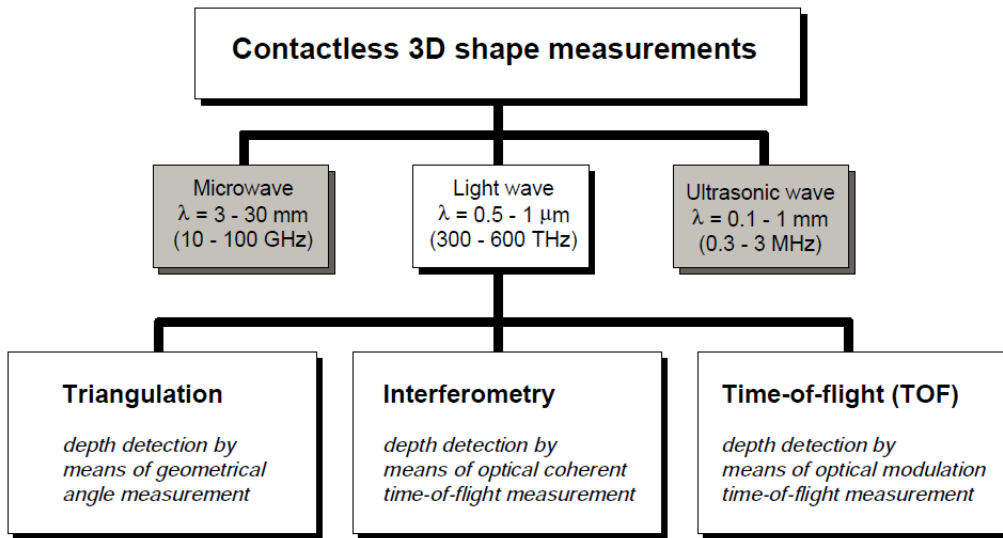 Contactless 3D shape measurements
Microwave
λ = 3 - 30 mm
(10 - 100 GHz)
Light wave
λ = 0.5 - 1 μm
(300 - 600 THz)
Ultrasonic wave
λ = 0.1 - 1 mm
(0.3 - 3 MHz)
Triangulation
depth detection by
means of geometrical
angle measurement
Interferometry
depth detection by
means of optical coherent
time-of-flight measurement
Time-of-flight (TOF)
depth detection by
means of optical modulation
time-of-flight measurement